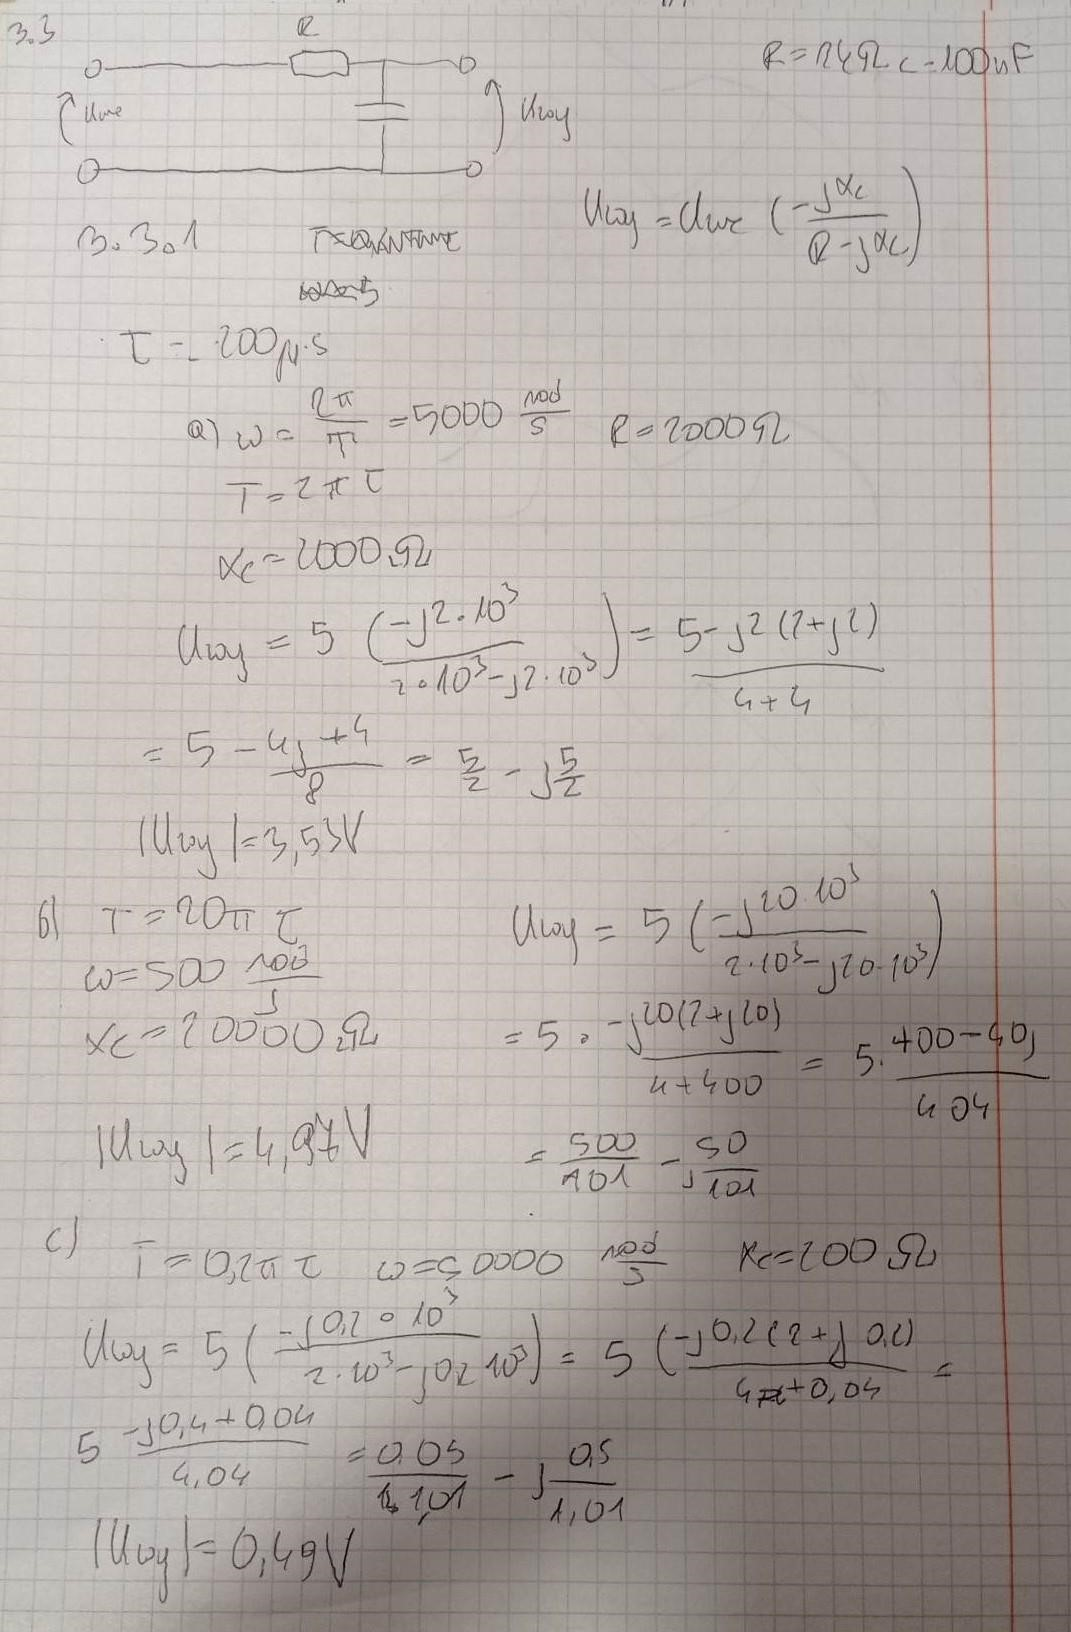 3.3
R
R=2kΩ C=100nF
Uwe
Uwy
Uwy = Uwe (-jXc / R-jXc)
3.3.1
τ = 200μ·s
a) ω = 2π/T = 5000 rad/s R=2000Ω
T=2πτ
Xc=2000Ω
Uwy = 5 (-j2·10³ / 2·10³-j2·10³) = 5-j2(2+j2) / 4+4
= 5 -4j+4 / 8 = 5/2 - j5/2
|Uwy|=3,53V
b) T=20πτ
ω=500 rad/s
Xc=20000Ω
|Uwy|=4,97V
Uwy = 5 (-j20·10³ / 2·10³-j20·10³)
= 5 · -j20(2+j20) / 4+400 = 5· 400-40j / 404
= 500/101 - j50/101
c) T=0,2πτ ω=50000 rad/s Xc=200Ω
Uwy = 5 (-j0,2·10³ / 2·10³-j0,2·10³) = 5 (-j0,2(2+j0,2) / 4+0,04 =
5 -j0,4+0,04 / 4,04 = 0,05/1,01 - j 0,5/1,01
|Uwy|=0,49V